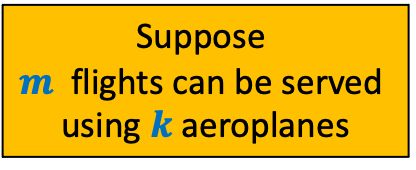 Suppose
m flights can be served
using k aeroplanes